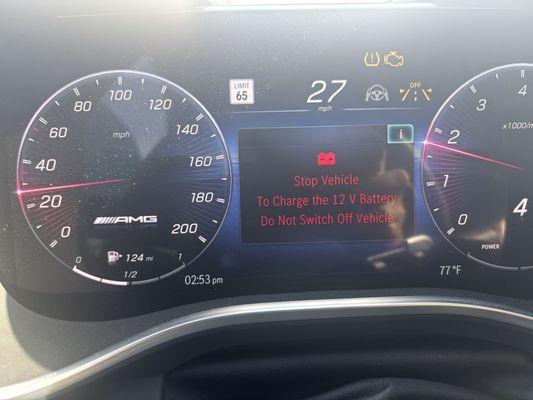 LIMIT
65
27
mph
OFF
i
0
20
40
60
80
100
120
140
160
180
200
mph
AMG
124 mi
0
1/2
1
02:53 pm
Stop Vehicle
To Charge the 12 V Battery
Do Not Switch Off Vehicle
0
1
2
3
4
x1000/m
4
POWER
77°F